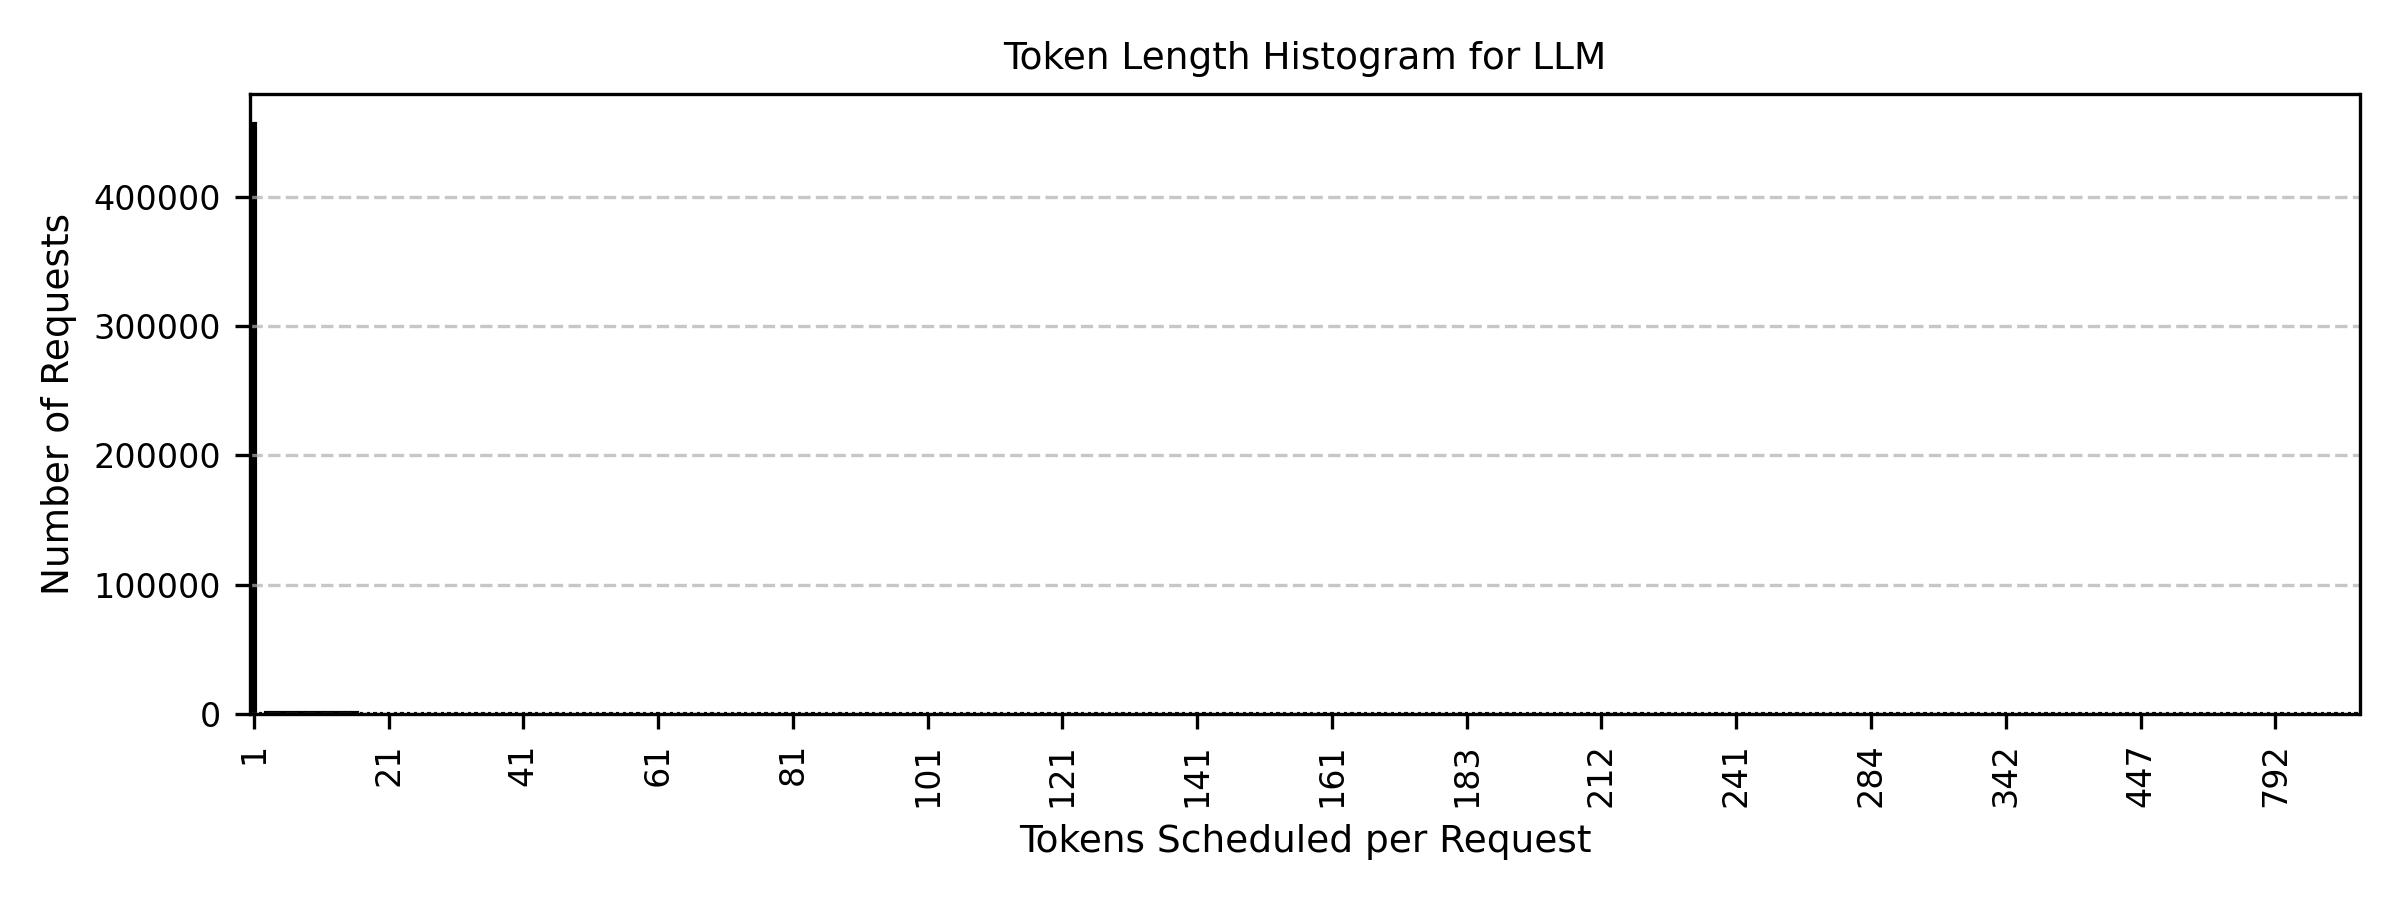 Token Length Histogram for LLM
Number of Requests
400000
300000
200000
100000
0
1 21 41 61 81 101 121 141 161 183 212 241 284 342 447 792
Tokens Scheduled per Request